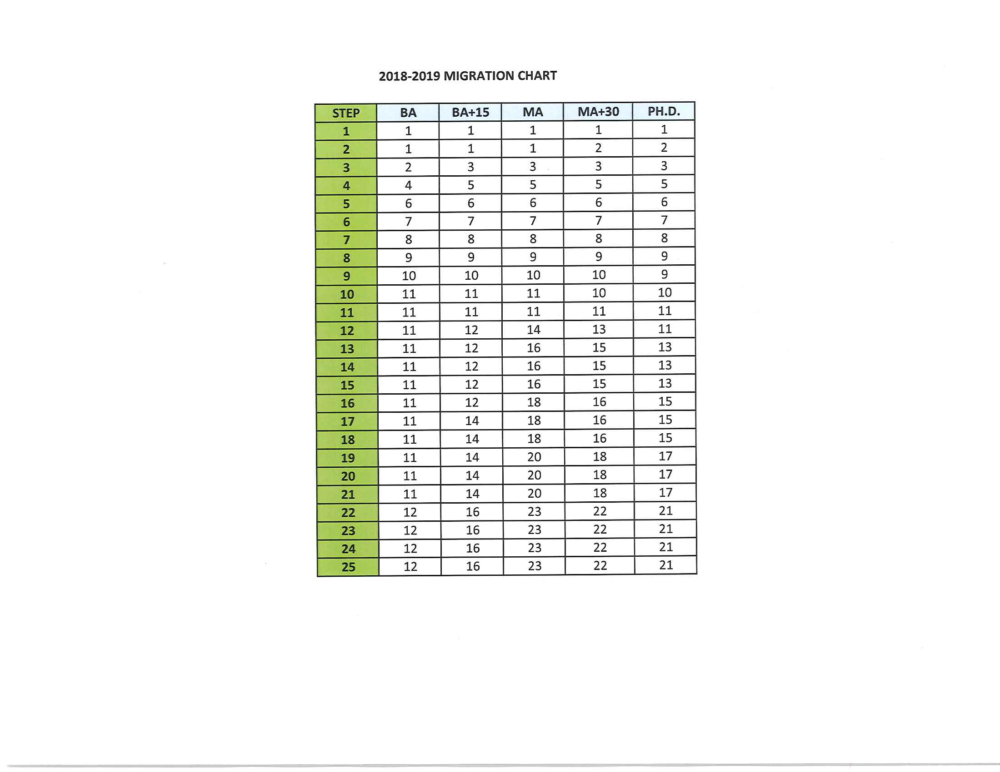 2018-2019 MIGRATION CHART
STEP BA BA+15 MA MA+30 PH.D.
1 1 1 1 1 1
2 1 1 1 2 2
3 2 3 3 3 3
4 4 5 5 5 5
5 6 6 6 6 6
6 7 7 7 7 7
7 8 8 8 8 8
8 9 9 9 9 9
9 10 10 10 10 9
10 11 11 11 10 10
11 11 11 11 11 11
12 11 12 14 13 11
13 11 12 16 15 13
14 11 12 16 15 13
15 11 12 16 15 13
16 11 12 18 16 15
17 11 14 18 16 15
18 11 14 18 16 15
19 11 14 20 18 17
20 11 14 20 18 17
21 11 14 20 18 17
22 12 16 23 22 21
23 12 16 23 22 21
24 12 16 23 22 21
25 12 16 23 22 21